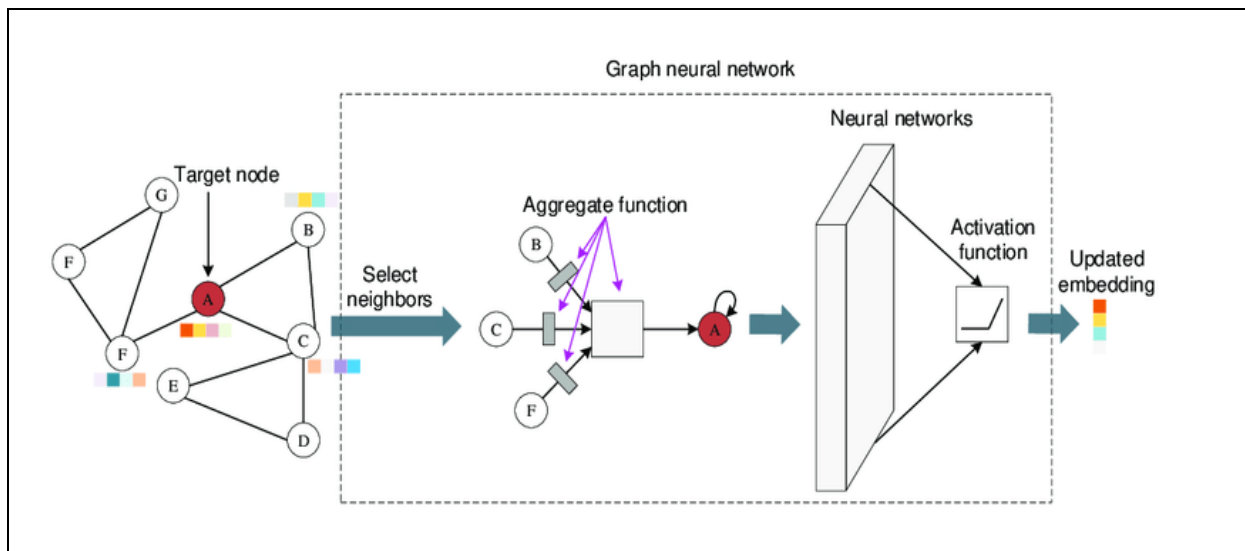 Graph neural network
Neural networks
Target node
G
B
F
A
F
C
E
D
Select
neighbors
Aggregate function
B
C
F
A
Activation
function
Updated
embedding